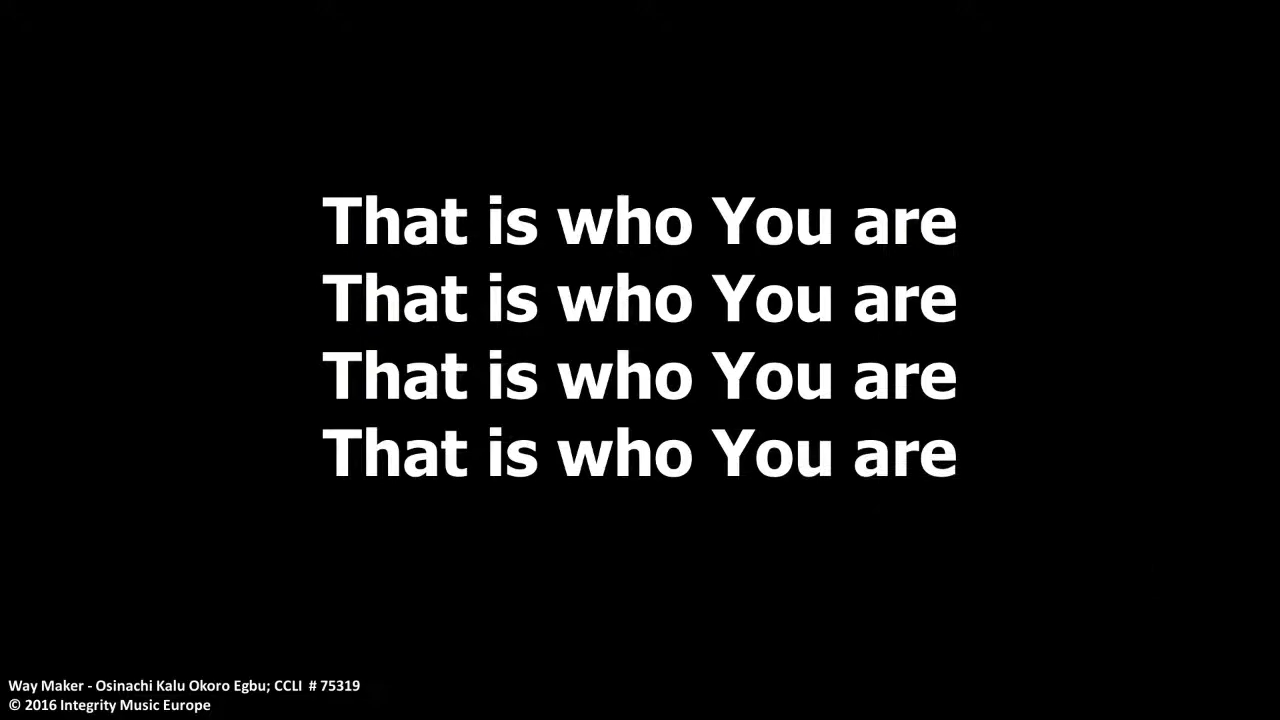 That is who You are
That is who You are
That is who You are
That is who You are
Way Maker - Osinachi Kalu Okoro Egbu; CCLI # 75319
© 2016 Integrity Music Europe